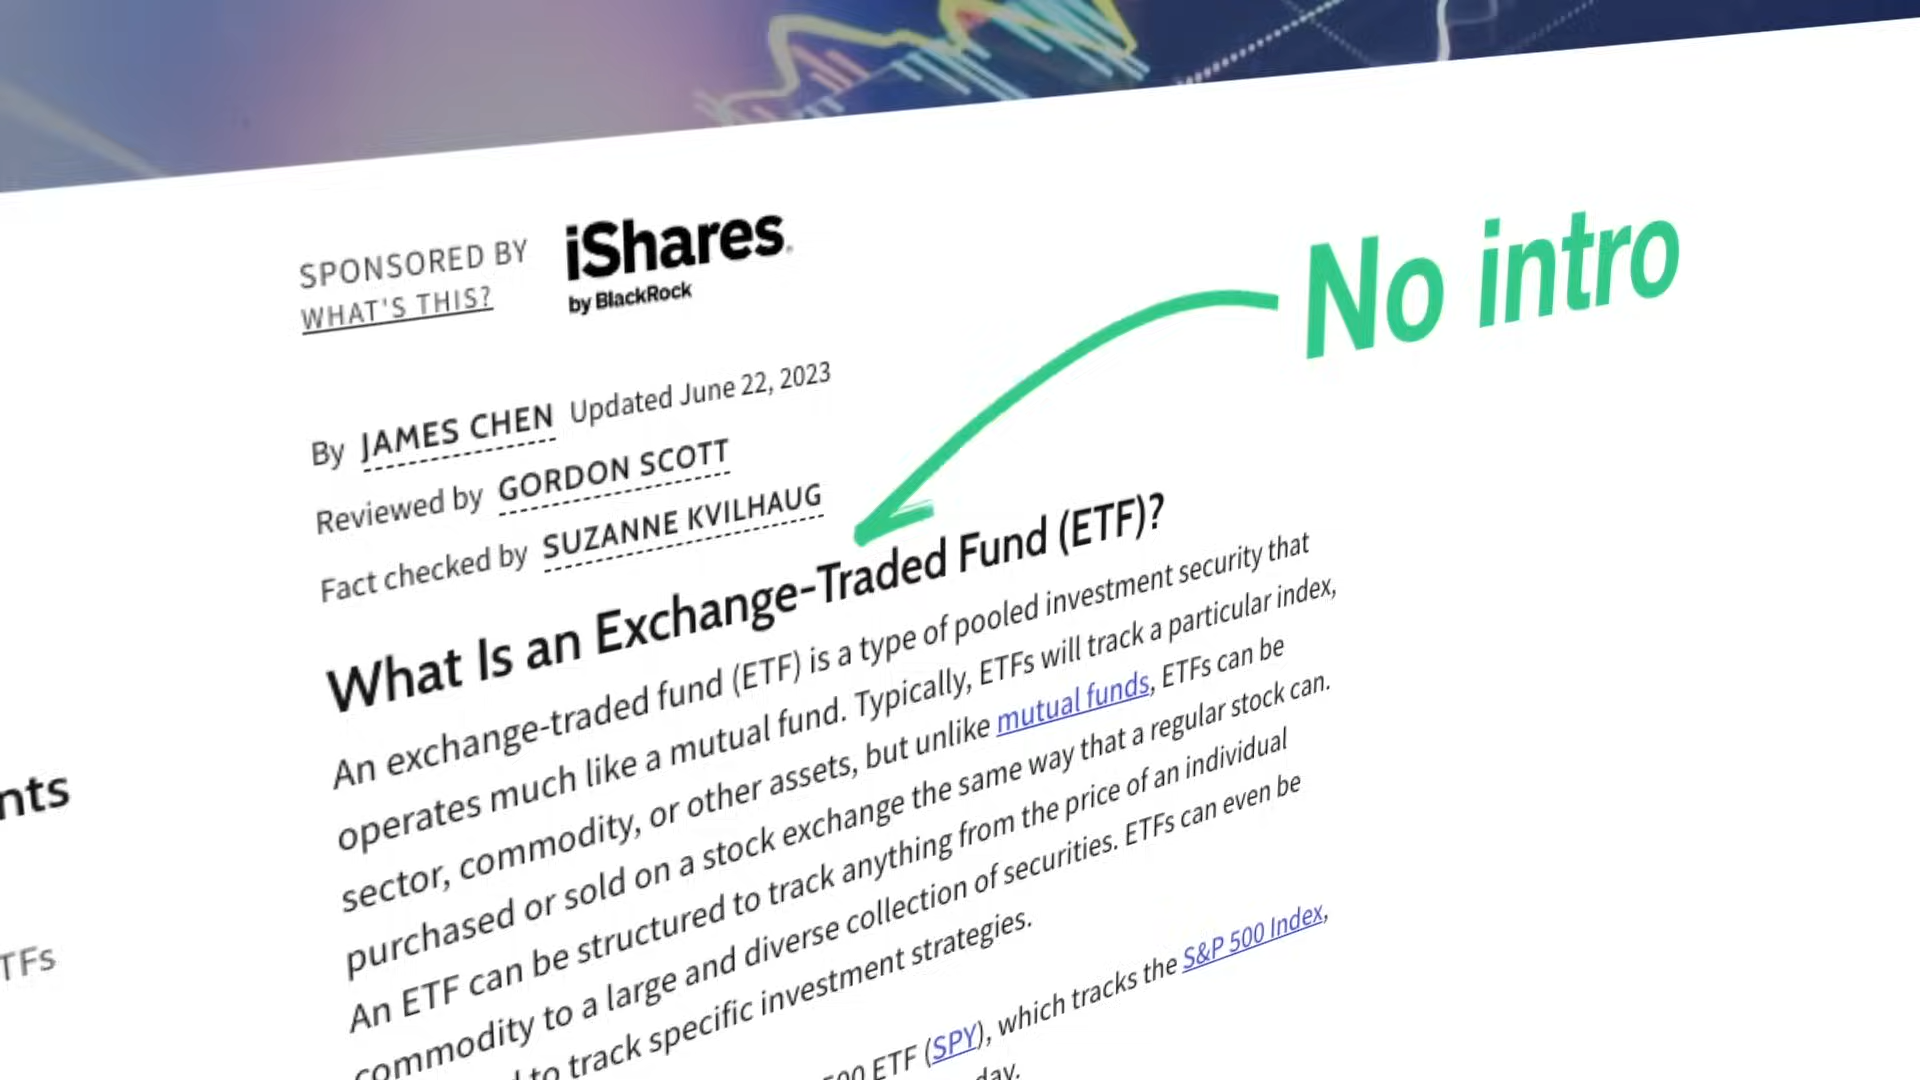 SPONSORED BY
WHAT'S THIS?
iShares
by BlackRock
No intro
By JAMES CHEN Updated June 22, 2023
Reviewed by GORDON SCOTT
Fact checked by SUZANNE KVILHAUG
What Is an Exchange-Traded Fund (ETF)?
An exchange-traded fund (ETF) is a type of pooled investment security that
operates much like a mutual fund. Typically, ETFs will track a particular index,
sector, commodity, or other assets, but unlike mutual funds, ETFs can be
purchased or sold on a stock exchange the same way that a regular stock can.
An ETF can be structured to track anything from the price of an individual
commodity to a large and diverse collection of securities. ETFs can even be
to track specific investment strategies.
ETF (SPY), which tracks the S&P 500 Index,
day.
nts
TFs